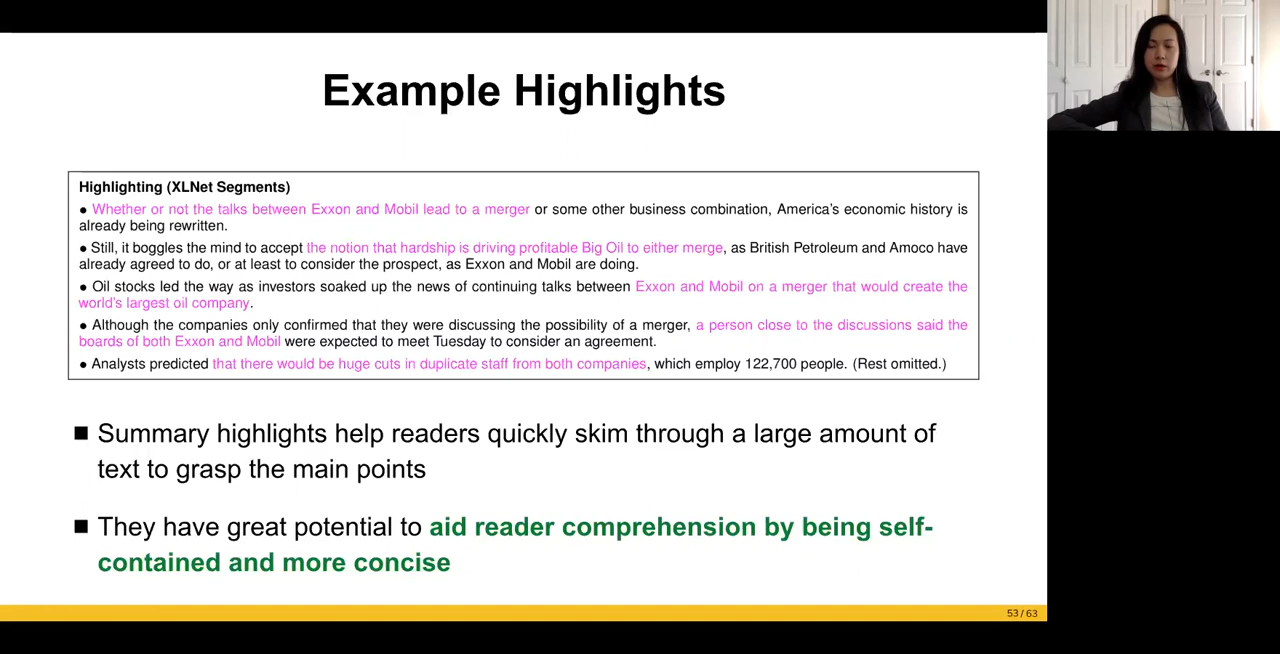 Example Highlights
Highlighting (XLNet Segments)
● Whether or not the talks between Exxon and Mobil lead to a merger or some other business combination, America's economic history is
already being rewritten.
● Still, it boggles the mind to accept the notion that hardship is driving profitable Big Oil to either merge, as British Petroleum and Amoco have
already agreed to do, or at least to consider the prospect, as Exxon and Mobil are doing.
● Oil stocks led the way as investors soaked up the news of continuing talks between Exxon and Mobil on a merger that would create the
world's largest oil company.
● Although the companies only confirmed that they were discussing the possibility of a merger, a person close to the discussions said the
boards of both Exxon and Mobil were expected to meet Tuesday to consider an agreement.
● Analysts predicted that there would be huge cuts in duplicate staff from both companies, which employ 122,700 people. (Rest omitted.)
■ Summary highlights help readers quickly skim through a large amount of
text to grasp the main points
■ They have great potential to aid reader comprehension by being self-
contained and more concise
53 / 63